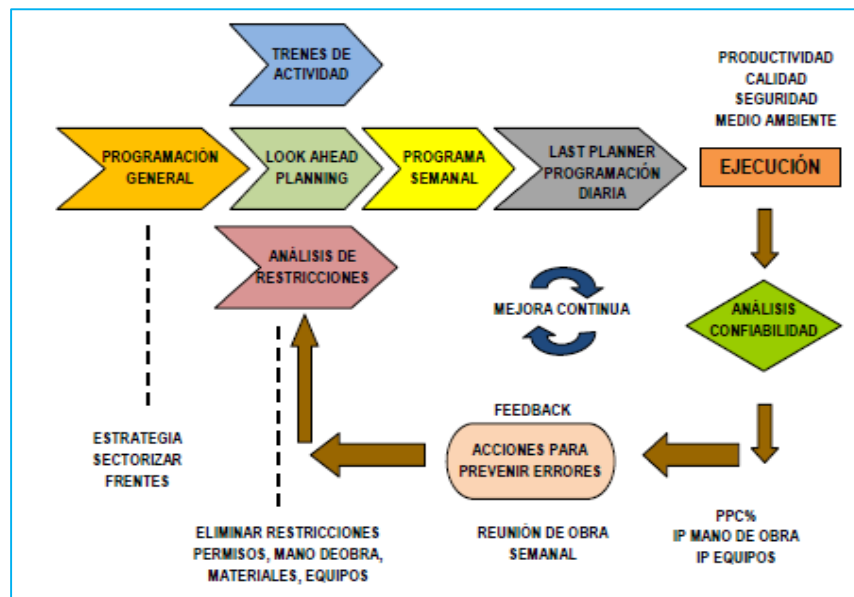 TRENES DE
ACTIVIDAD
PRODUCTIVIDAD
CALIDAD
SEGURIDAD
MEDIO AMBIENTE
PROGRAMACIÓN
GENERAL
LOOK AHEAD
PLANNING
PROGRAMA
SEMANAL
LAST PLANNER
PROGRAMACIÓN
DIARIA
EJECUCIÓN
ANÁLISIS DE
RESTRICCIONES
MEJORA CONTINUA
ANÁLISIS
CONFIABILIDAD
FEEDBACK
ACCIONES PARA
PREVENIR ERRORES
ESTRATEGIA
SECTORIZAR
FRENTES
ELIMINAR RESTRICCIONES
PERMISOS, MANO DEOBRA,
MATERIALES, EQUIPOS
REUNIÓN DE OBRA
SEMANAL
PPC%
IP MANO DE OBRA
IP EQUIPOS